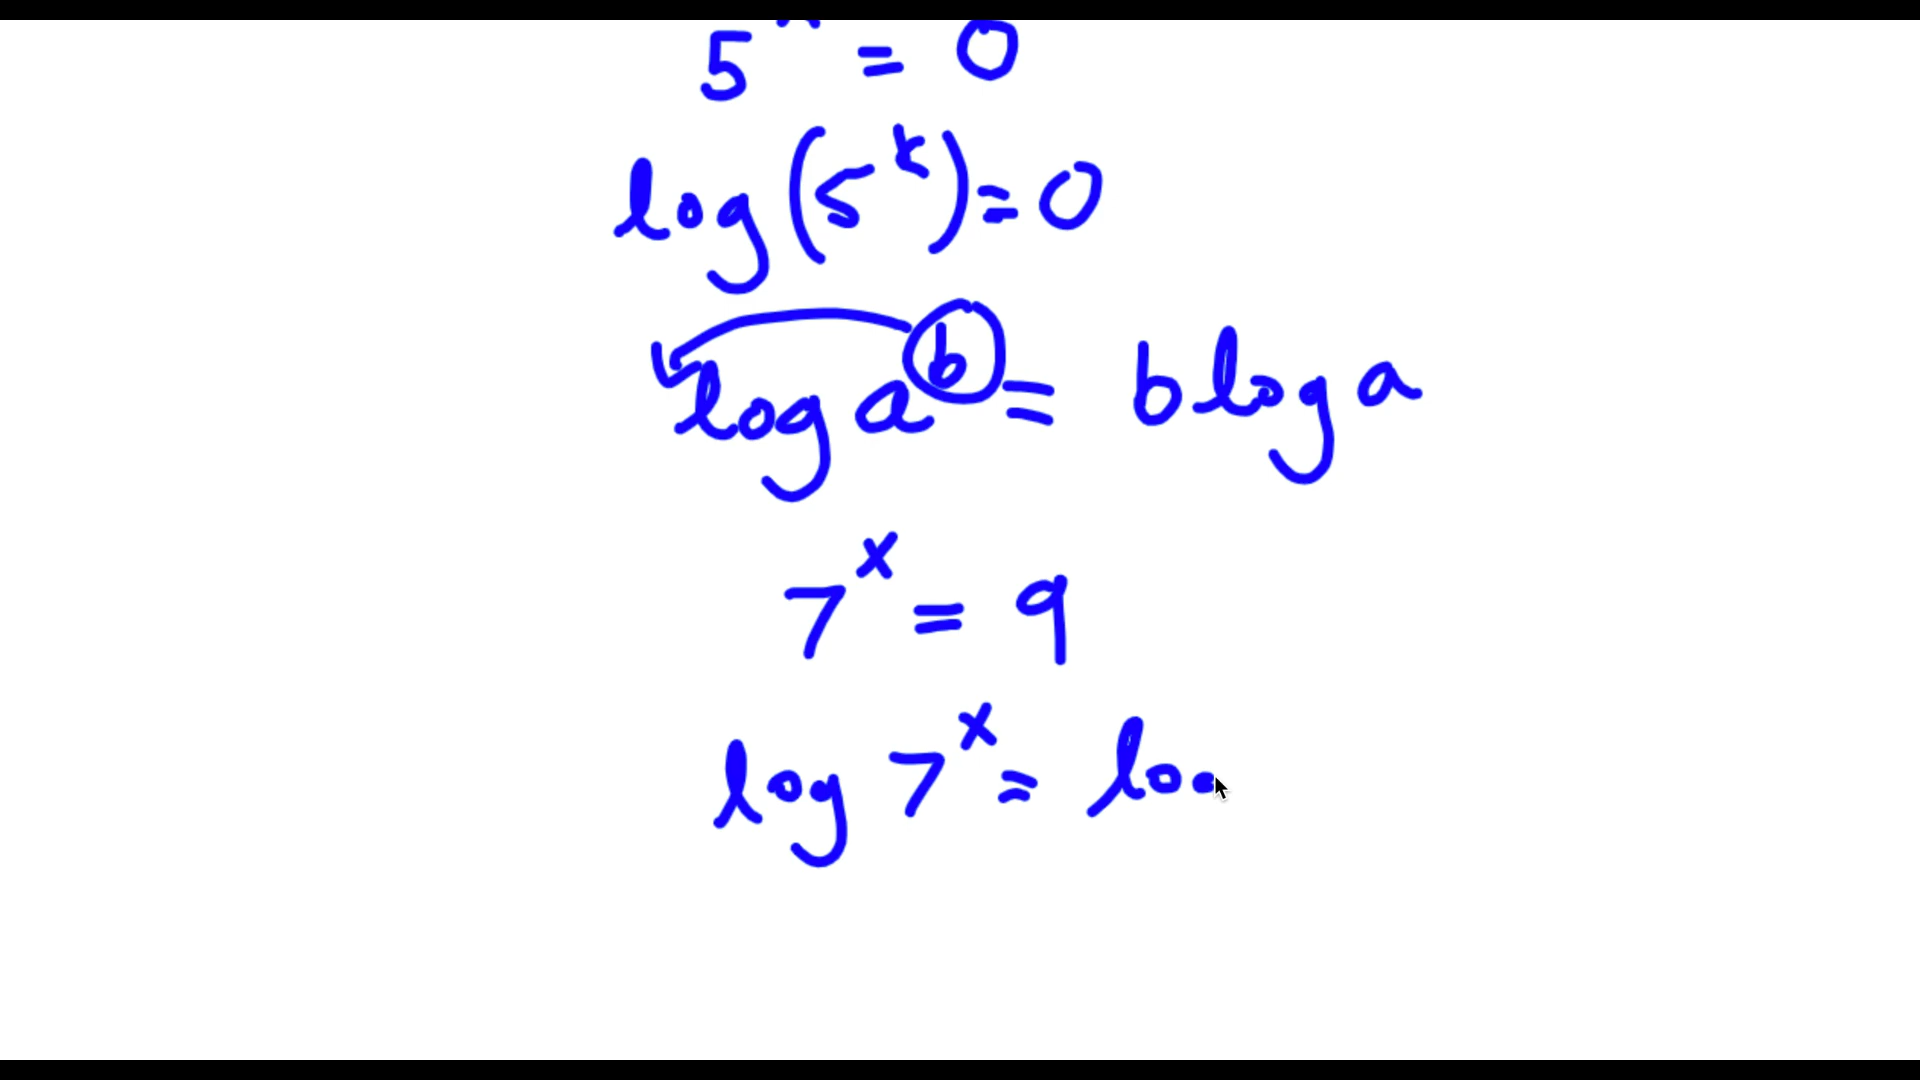 5^x = 0
log(5^x)=0
log a^b = b log a
7^x = 9
log 7^x = lo